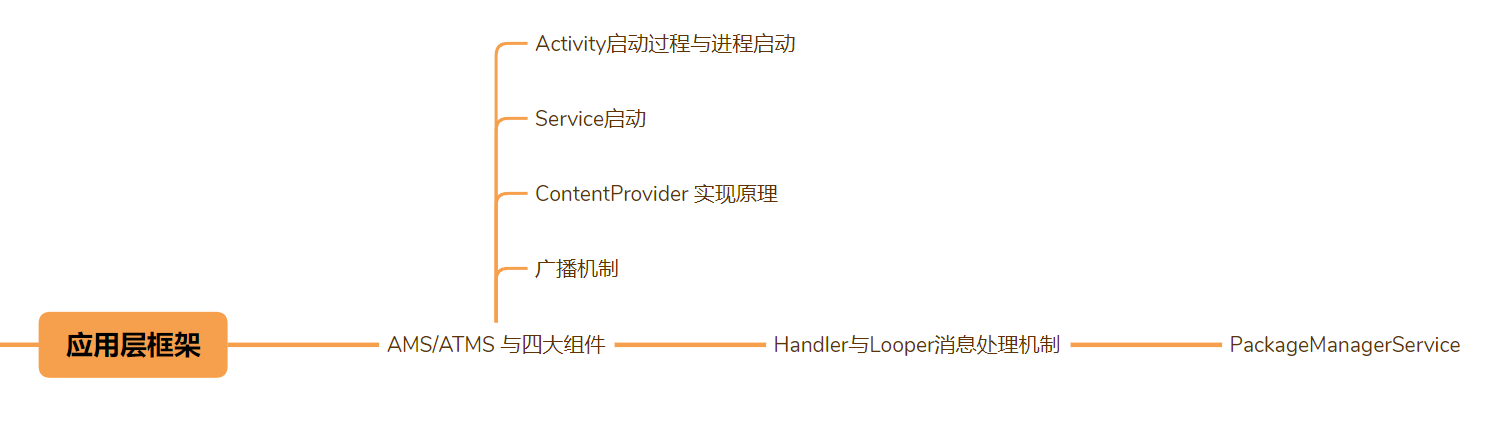 Activity启动过程与进程启动
Service启动
ContentProvider 实现原理
广播机制
应用层框架
AMS/ATMS 与四大组件
Handler与Looper消息处理机制
PackageManagerService